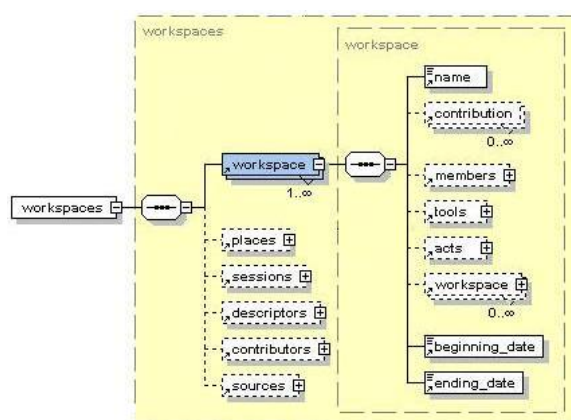 workspaces
workspace
name
contribution
0..∞
workspace
1..∞
members
workspaces
tools
places
acts
sessions
workspace
0..∞
descriptors
contributors
beginning_date
sources
ending_date